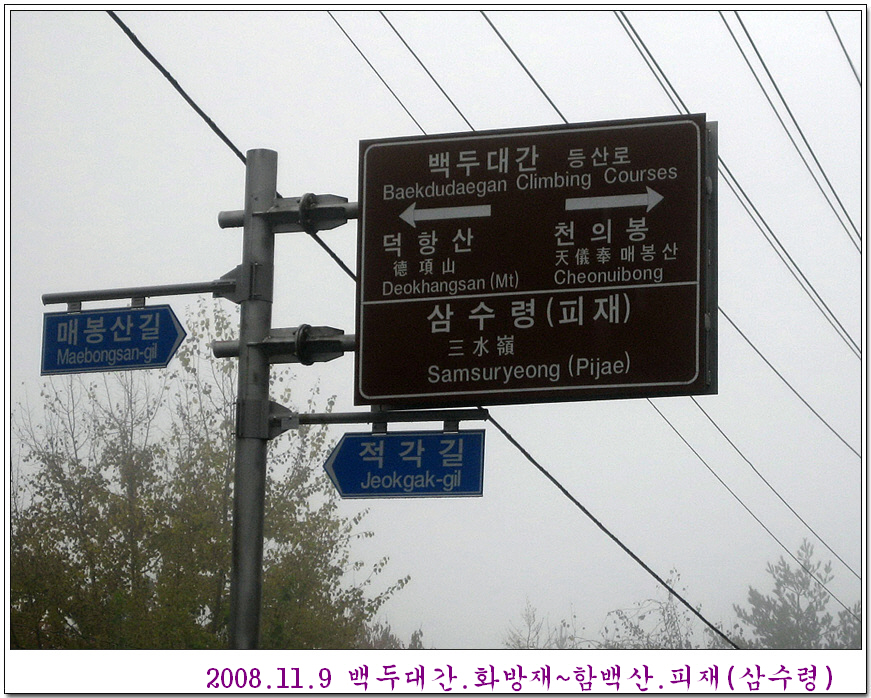 백두대간 등산로
Baekdudaegan Climbing Courses
덕항산
德項山
Deokhangsan (Mt)
천의봉
天儀奉 매봉산
Cheonuibong
삼수령(피재)
三水嶺
Samsuryeong (Pijae)
매봉산길
Maebongsan-gil
적각길
Jeokgak-gil
2008.11.9 백두대간.화방재~함백산.피재(삼수령)